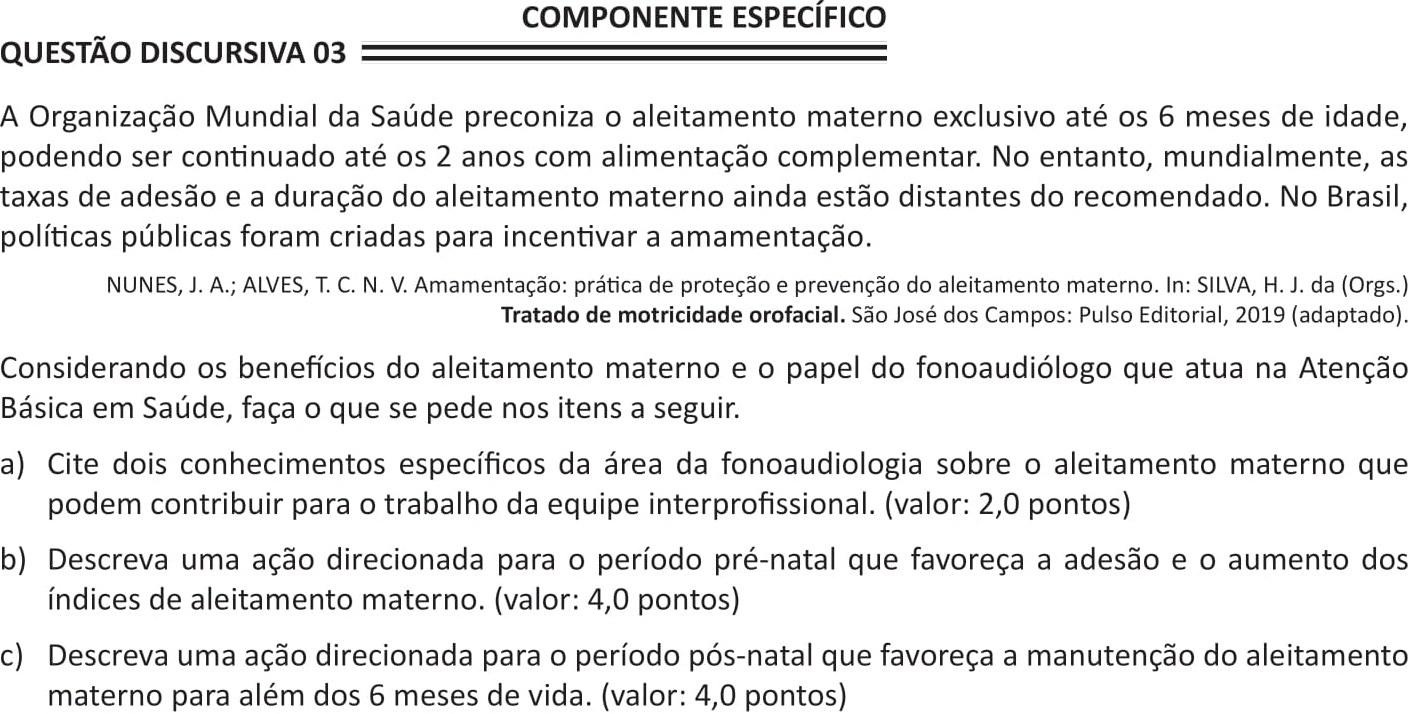 COMPONENTE ESPECÍFICO
QUESTÃO DISCURSIVA 03
A Organização Mundial da Saúde preconiza o aleitamento materno exclusivo até os 6 meses de idade,
podendo ser continuado até os 2 anos com alimentação complementar. No entanto, mundialmente, as
taxas de adesão e a duração do aleitamento materno ainda estão distantes do recomendado. No Brasil,
políticas públicas foram criadas para incentivar a amamentação.
NUNES, J. A.; ALVES, T. C. N. V. Amamentação: prática de proteção e prevenção do aleitamento materno. In: SILVA, H. J. da (Orgs.)
Tratado de motricidade orofacial. São José dos Campos: Pulso Editorial, 2019 (adaptado).
Considerando os benefícios do aleitamento materno e o papel do fonoaudiólogo que atua na Atenção
Básica em Saúde, faça o que se pede nos itens a seguir.
a) Cite dois conhecimentos específicos da área da fonoaudiologia sobre o aleitamento materno que
podem contribuir para o trabalho da equipe interprofissional. (valor: 2,0 pontos)
b) Descreva uma ação direcionada para o período pré-natal que favoreça a adesão e o aumento dos
índices de aleitamento materno. (valor: 4,0 pontos)
c) Descreva uma ação direcionada para o período pós-natal que favoreça a manutenção do aleitamento
materno para além dos 6 meses de vida. (valor: 4,0 pontos)